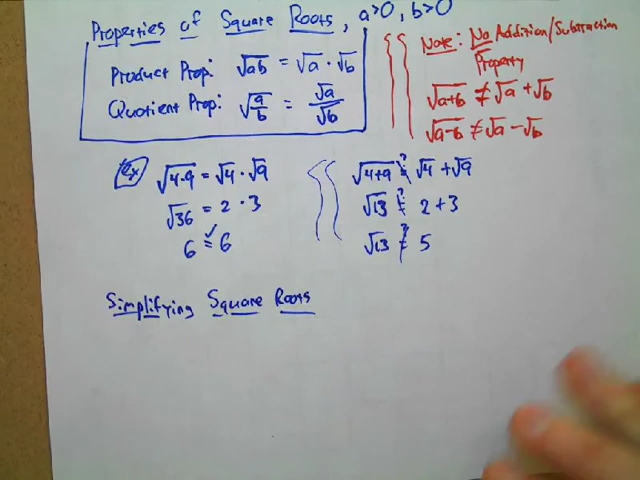 Properties of Square Roots, a>0, b>0
Product Prop: √ab = √a · √b
Quotient Prop: √a/b = √a/√b
Note: No Addition/Subtraction
Property
√a+b ≠ √a + √b
√a-b ≠ √a - √b
Ex
√4·9 = √4 · √9
√36 = 2 · 3
6 =✓ 6
√4+9 ≠? √4 + √9
√13 ≠? 2 + 3
√13 ≠? 5
Simplifying Square Roots